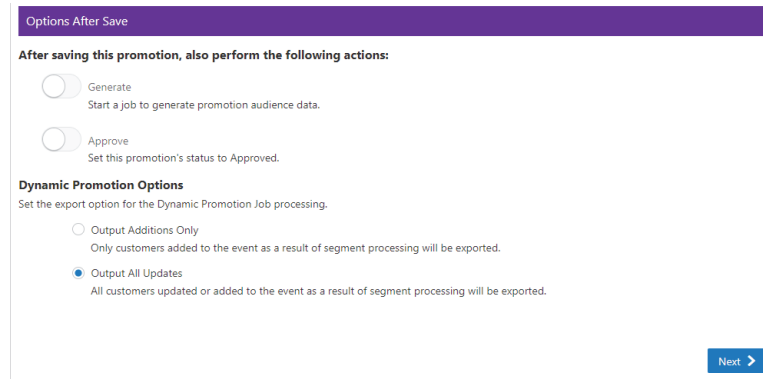 Options After Save
After saving this promotion, also perform the following actions:
Generate
Start a job to generate promotion audience data.
Approve
Set this promotion's status to Approved.
Dynamic Promotion Options
Set the export option for the Dynamic Promotion Job processing.
Output Additions Only
Only customers added to the event as a result of segment processing will be exported.
Output All Updates
All customers updated or added to the event as a result of segment processing will be exported.
Next